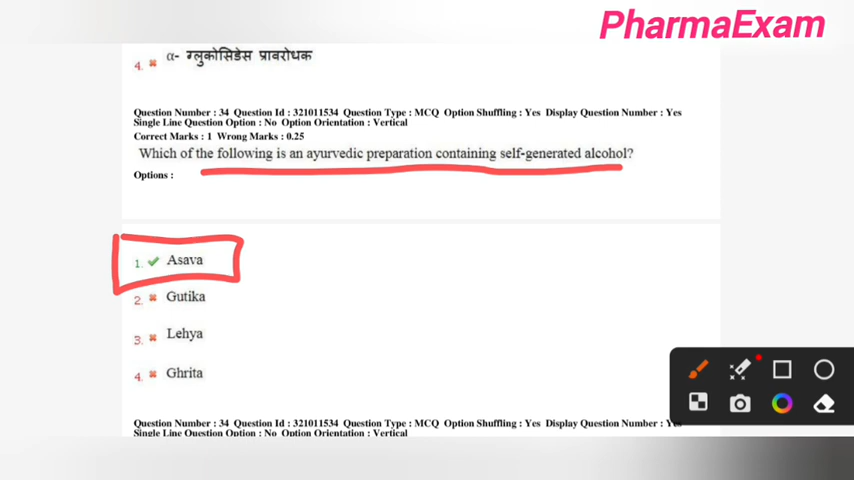 PharmaExam
4. α- ग्लुकोसिडेस प्रावरोधक
Question Number : 34 Question Id : 321011534 Question Type : MCQ Option Shuffling : Yes Display Question Number : Yes
Single Line Question Option : No Option Orientation : Vertical
Correct Marks : 1 Wrong Marks : 0.25
Which of the following is an ayurvedic preparation containing self-generated alcohol?
Options :
1. Asava
2. Gutika
3. Lehya
4. Ghrita
Question Number : 34 Question Id : 321011534 Question Type : MCQ Option Shuffling : Yes Display Question Number : Yes
Single Line Question Option : No Option Orientation : Vertical